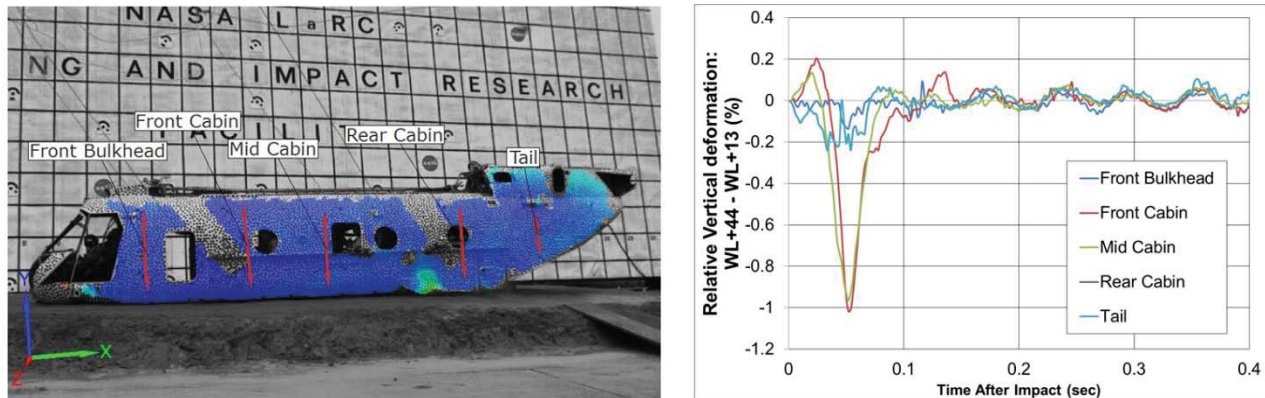 NASA LaRC
NG AND IMPACT RESEARCH
ACILI
Front Cabin
Rear Cabin
Front Bulkhead
Mid Cabin
Tail
Y
X
Z
Relative Vertical deformation:
WL+44 - WL+13 (%)
0.4
0.2
0
-0.2
-0.4
-0.6
-0.8
-1
-1.2
Front Bulkhead
Front Cabin
Mid Cabin
Rear Cabin
Tail
0
0.1
0.2
0.3
0.4
Time After Impact (sec)